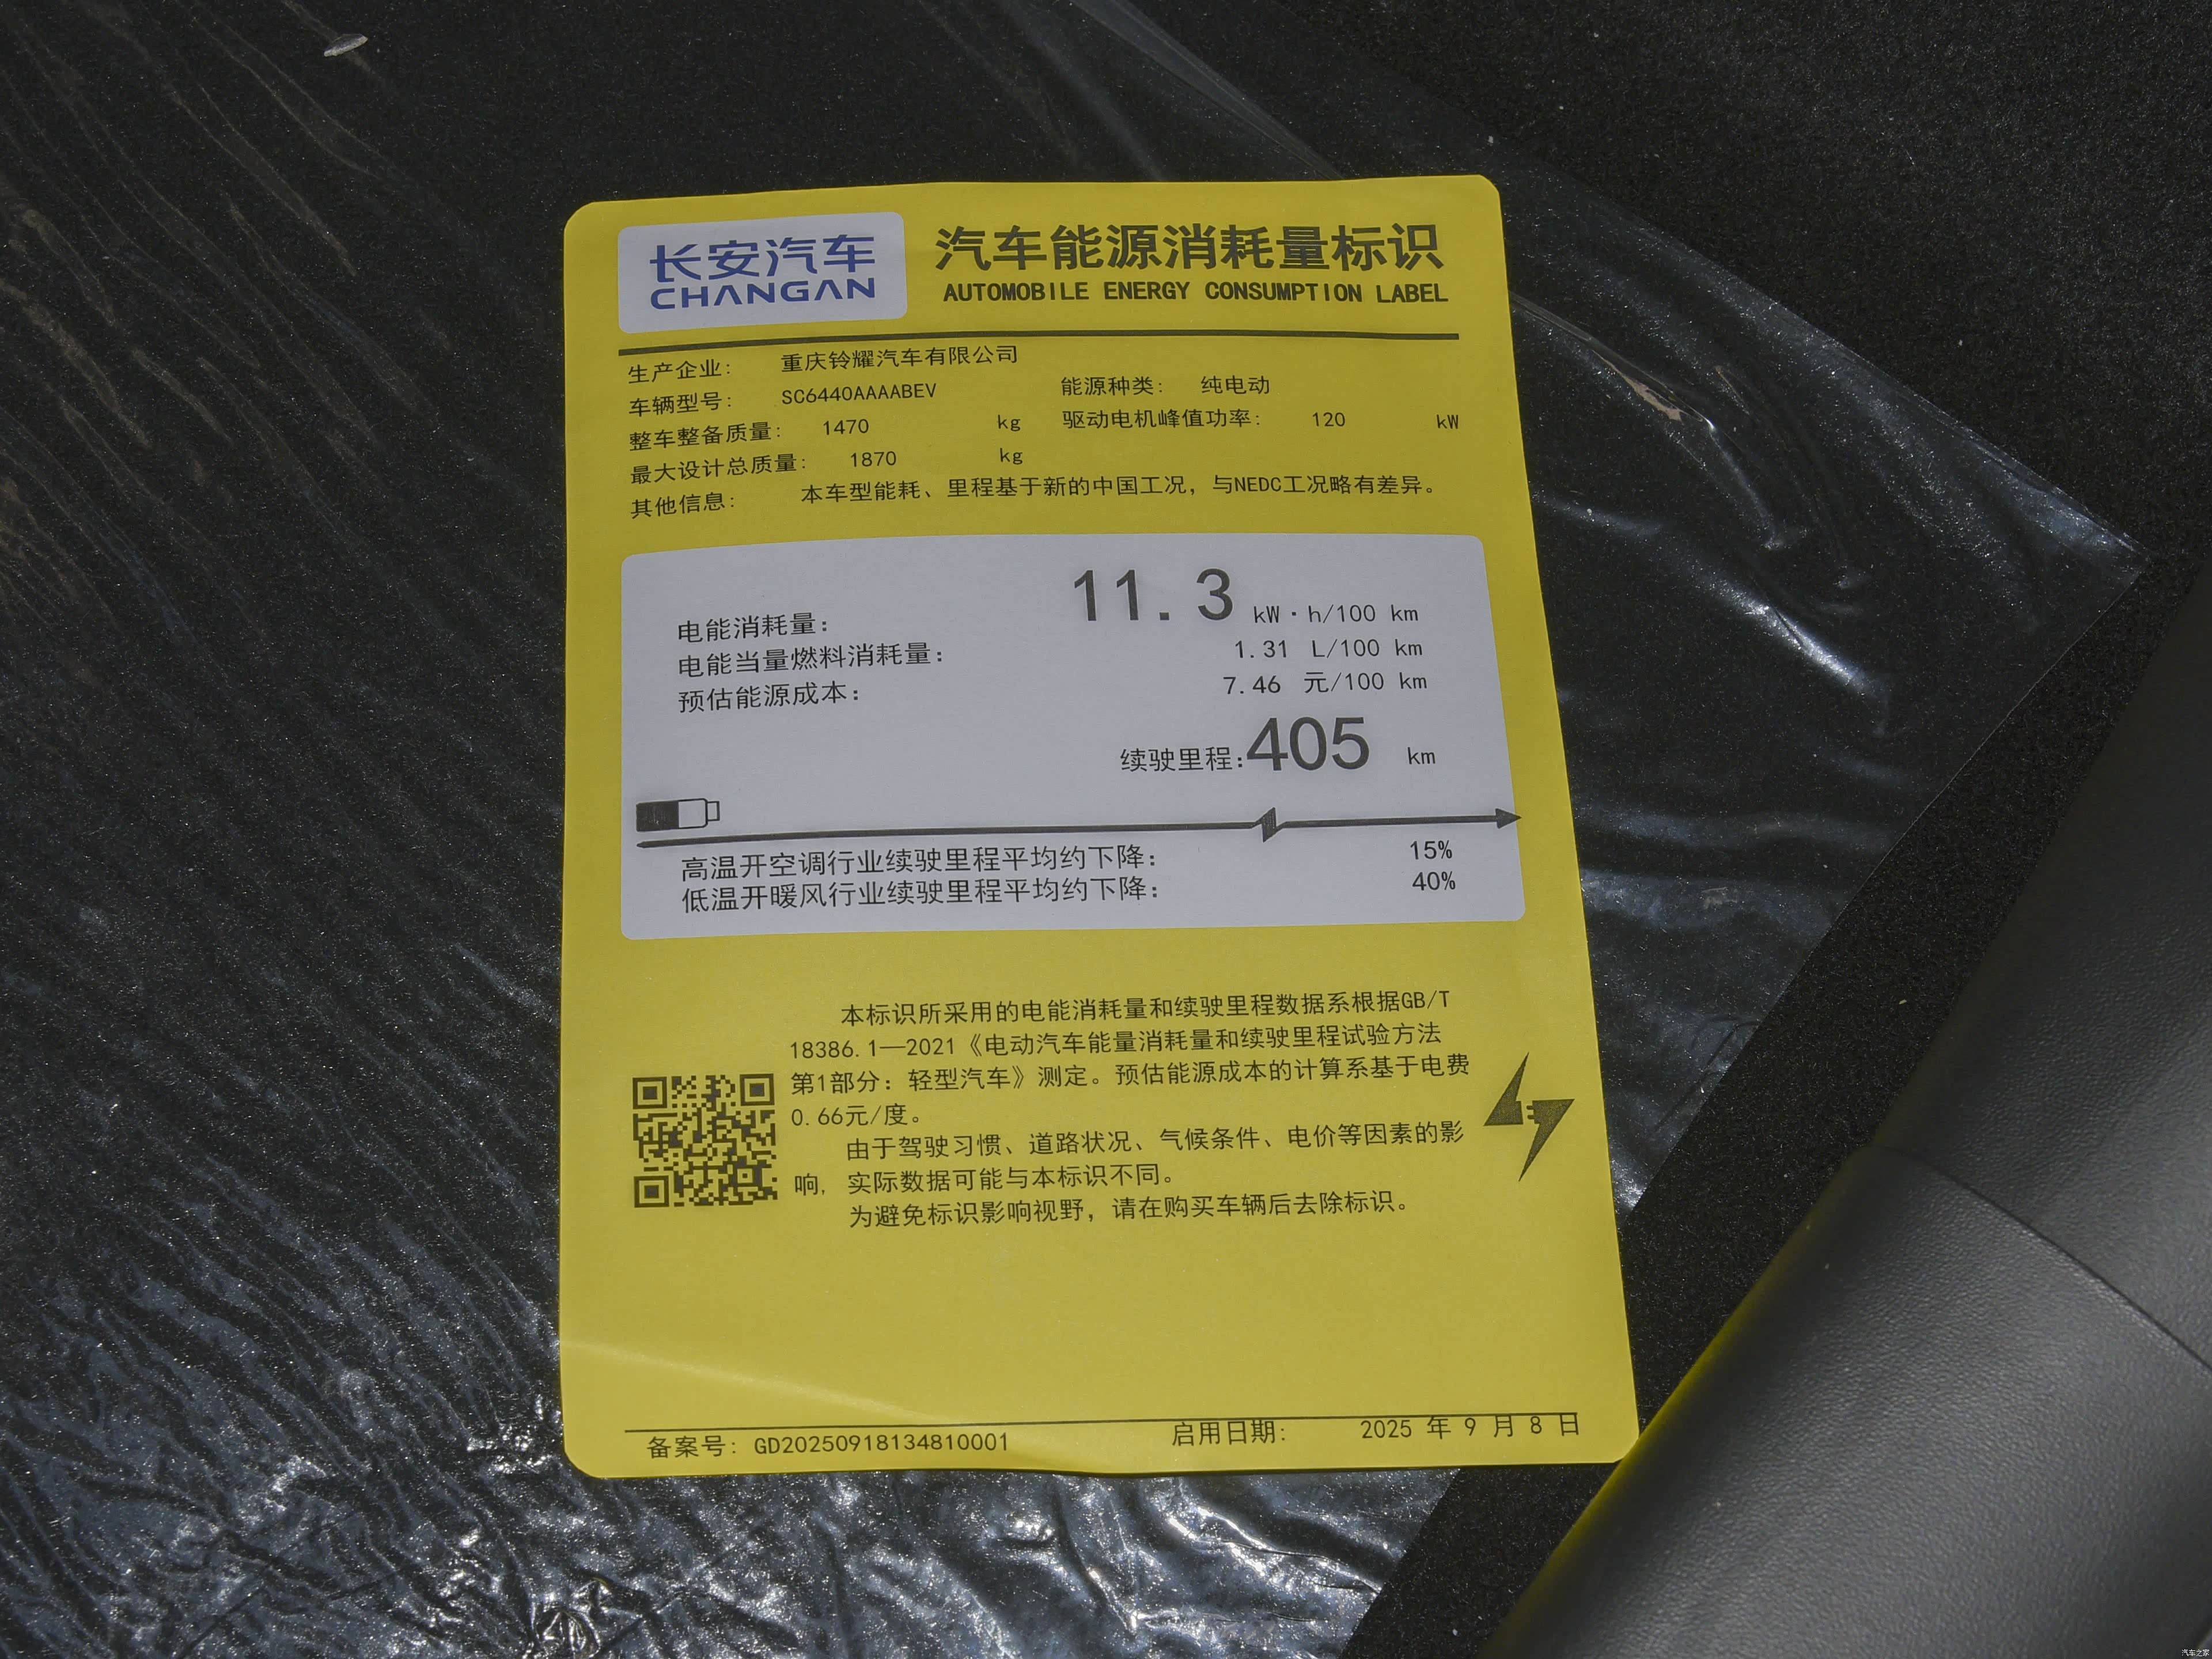 长安汽车
CHANGAN
汽车能源消耗量标识
AUTOMOBILE ENERGY CONSUMPTION LABEL
生产企业: 重庆铃耀汽车有限公司
车辆型号: SC6440AAAABEV 能源种类: 纯电动
整车整备质量: 1470 kg 驱动电机峰值功率: 120 kW
最大设计总质量: 1870 kg
其他信息: 本车型能耗、里程基于新的中国工况，与NEDC工况略有差异。
电能消耗量: 11.3 kW·h/100 km
电能当量燃料消耗量: 1.31 L/100 km
预估能源成本: 7.46 元/100 km
续驶里程:405 km
高温开空调行业续驶里程平均约下降: 15%
低温开暖风行业续驶里程平均约下降: 40%
本标识所采用的电能消耗量和续驶里程数据系根据GB/T
18386.1—2021《电动汽车能量消耗量和续驶里程试验方法
第1部分：轻型汽车》测定。预估能源成本的计算系基于电费
0.66元/度。
由于驾驶习惯、道路状况、气候条件、电价等因素的影
响，实际数据可能与本标识不同。
为避免标识影响视野，请在购买车辆后去除标识。
备案号: GD20250918134810001 启用日期: 2025 年 9 月 8 日
汽车之家